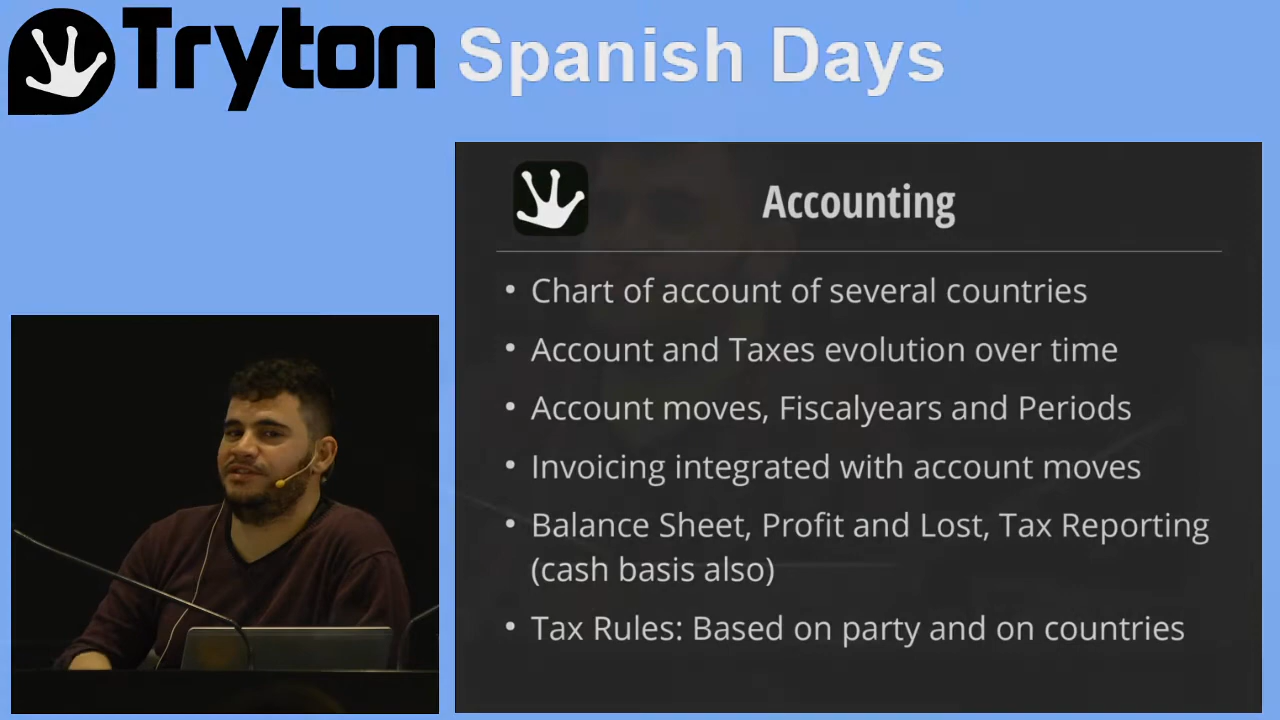 Tryton Spanish Days
Accounting
• Chart of account of several countries
• Account and Taxes evolution over time
• Account moves, Fiscalyears and Periods
• Invoicing integrated with account moves
• Balance Sheet, Profit and Lost, Tax Reporting
(cash basis also)
• Tax Rules: Based on party and on countries